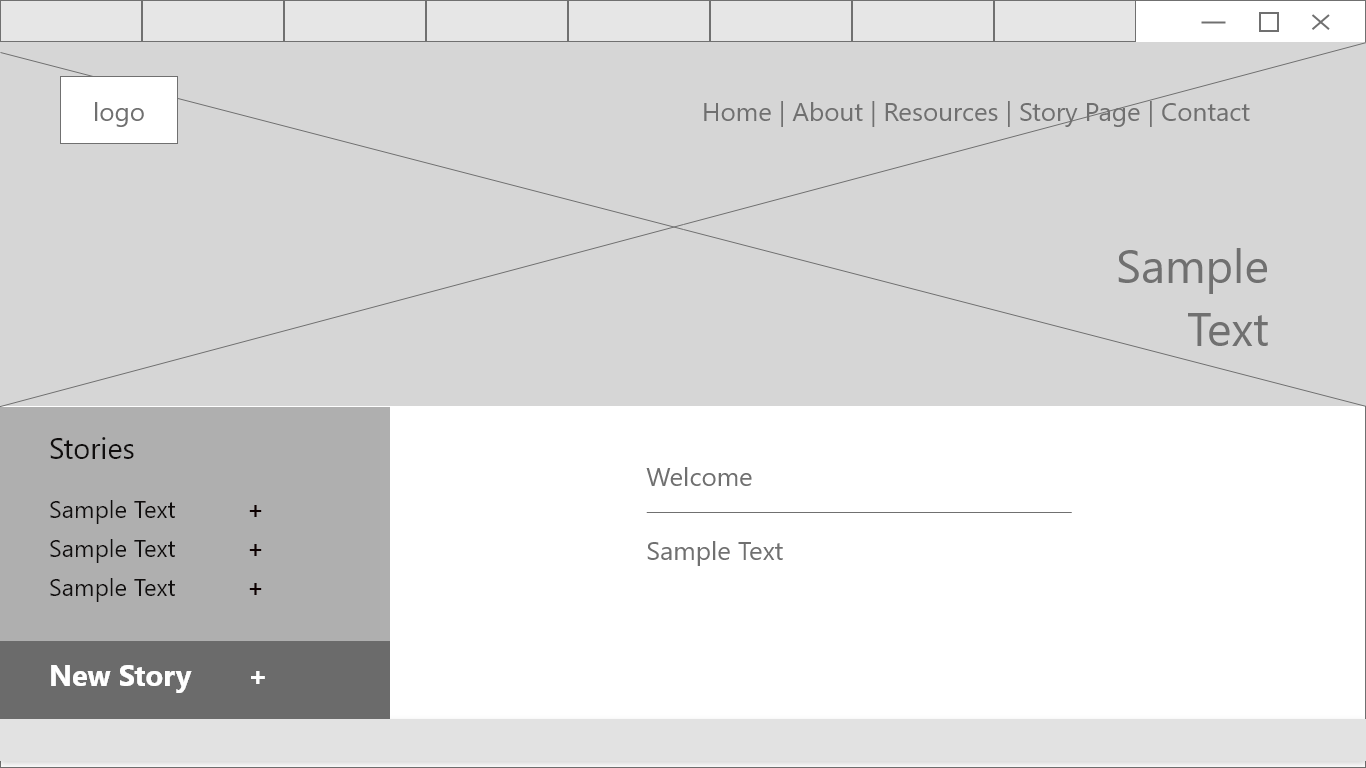 logo
Home | About | Resources | Story Page | Contact
Sample
Text
Stories
Sample Text +
Sample Text +
Sample Text +
New Story +
Welcome
Sample Text